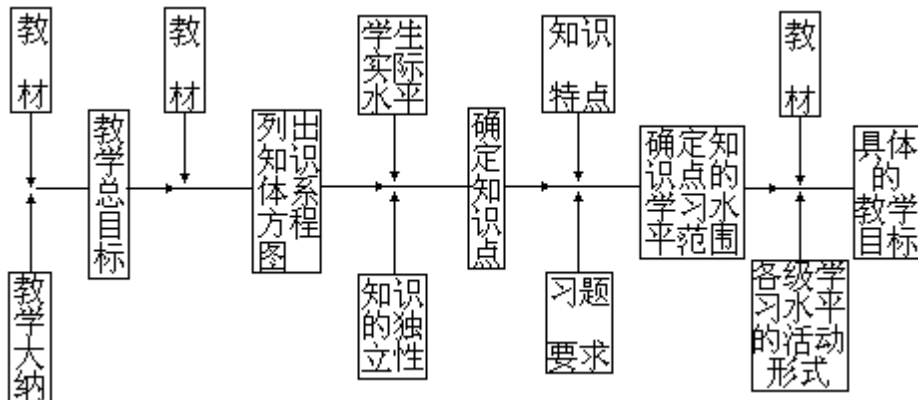 教材
教材
学生
实际
水平
知识
特点
教材
教学总目标
列出
知识
体系
方程
图
确定知识点
确定知
识点的
学习水
平范围
具体
的
教学
目标
教学大纳
知识
的独
立性
习题
要求
各级学
习水平
的活动
形式